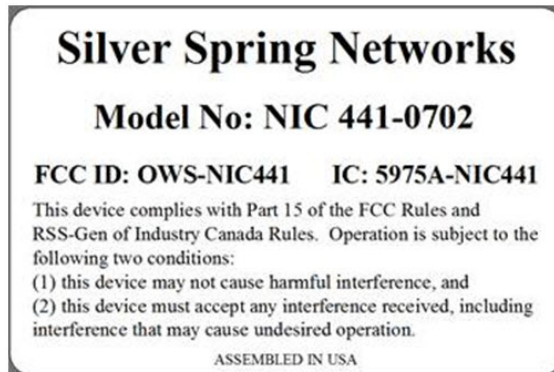 Silver Spring Networks
Model No: NIC 441-0702
FCC ID: OWS-NIC441 IC: 5975A-NIC441
This device complies with Part 15 of the FCC Rules and
RSS-Gen of Industry Canada Rules. Operation is subject to the
following two conditions:
(1) this device may not cause harmful interference, and
(2) this device must accept any interference received, including
interference that may cause undesired operation.
ASSEMBLED IN USA